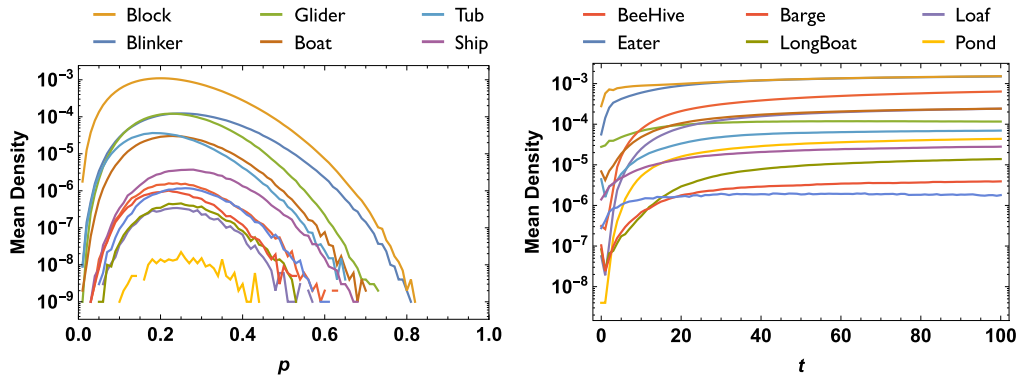 Block Glider Tub
Blinker Boat Ship
BeeHive Barge Loaf
Eater LongBoat Pond
Mean Density
10⁻³
10⁻⁴
10⁻⁵
10⁻⁶
10⁻⁷
10⁻⁸
10⁻⁹
0.0 0.2 0.4 0.6 0.8 1.0
p
Mean Density
10⁻³
10⁻⁴
10⁻⁵
10⁻⁶
10⁻⁷
10⁻⁸
0 20 40 60 80 100
t